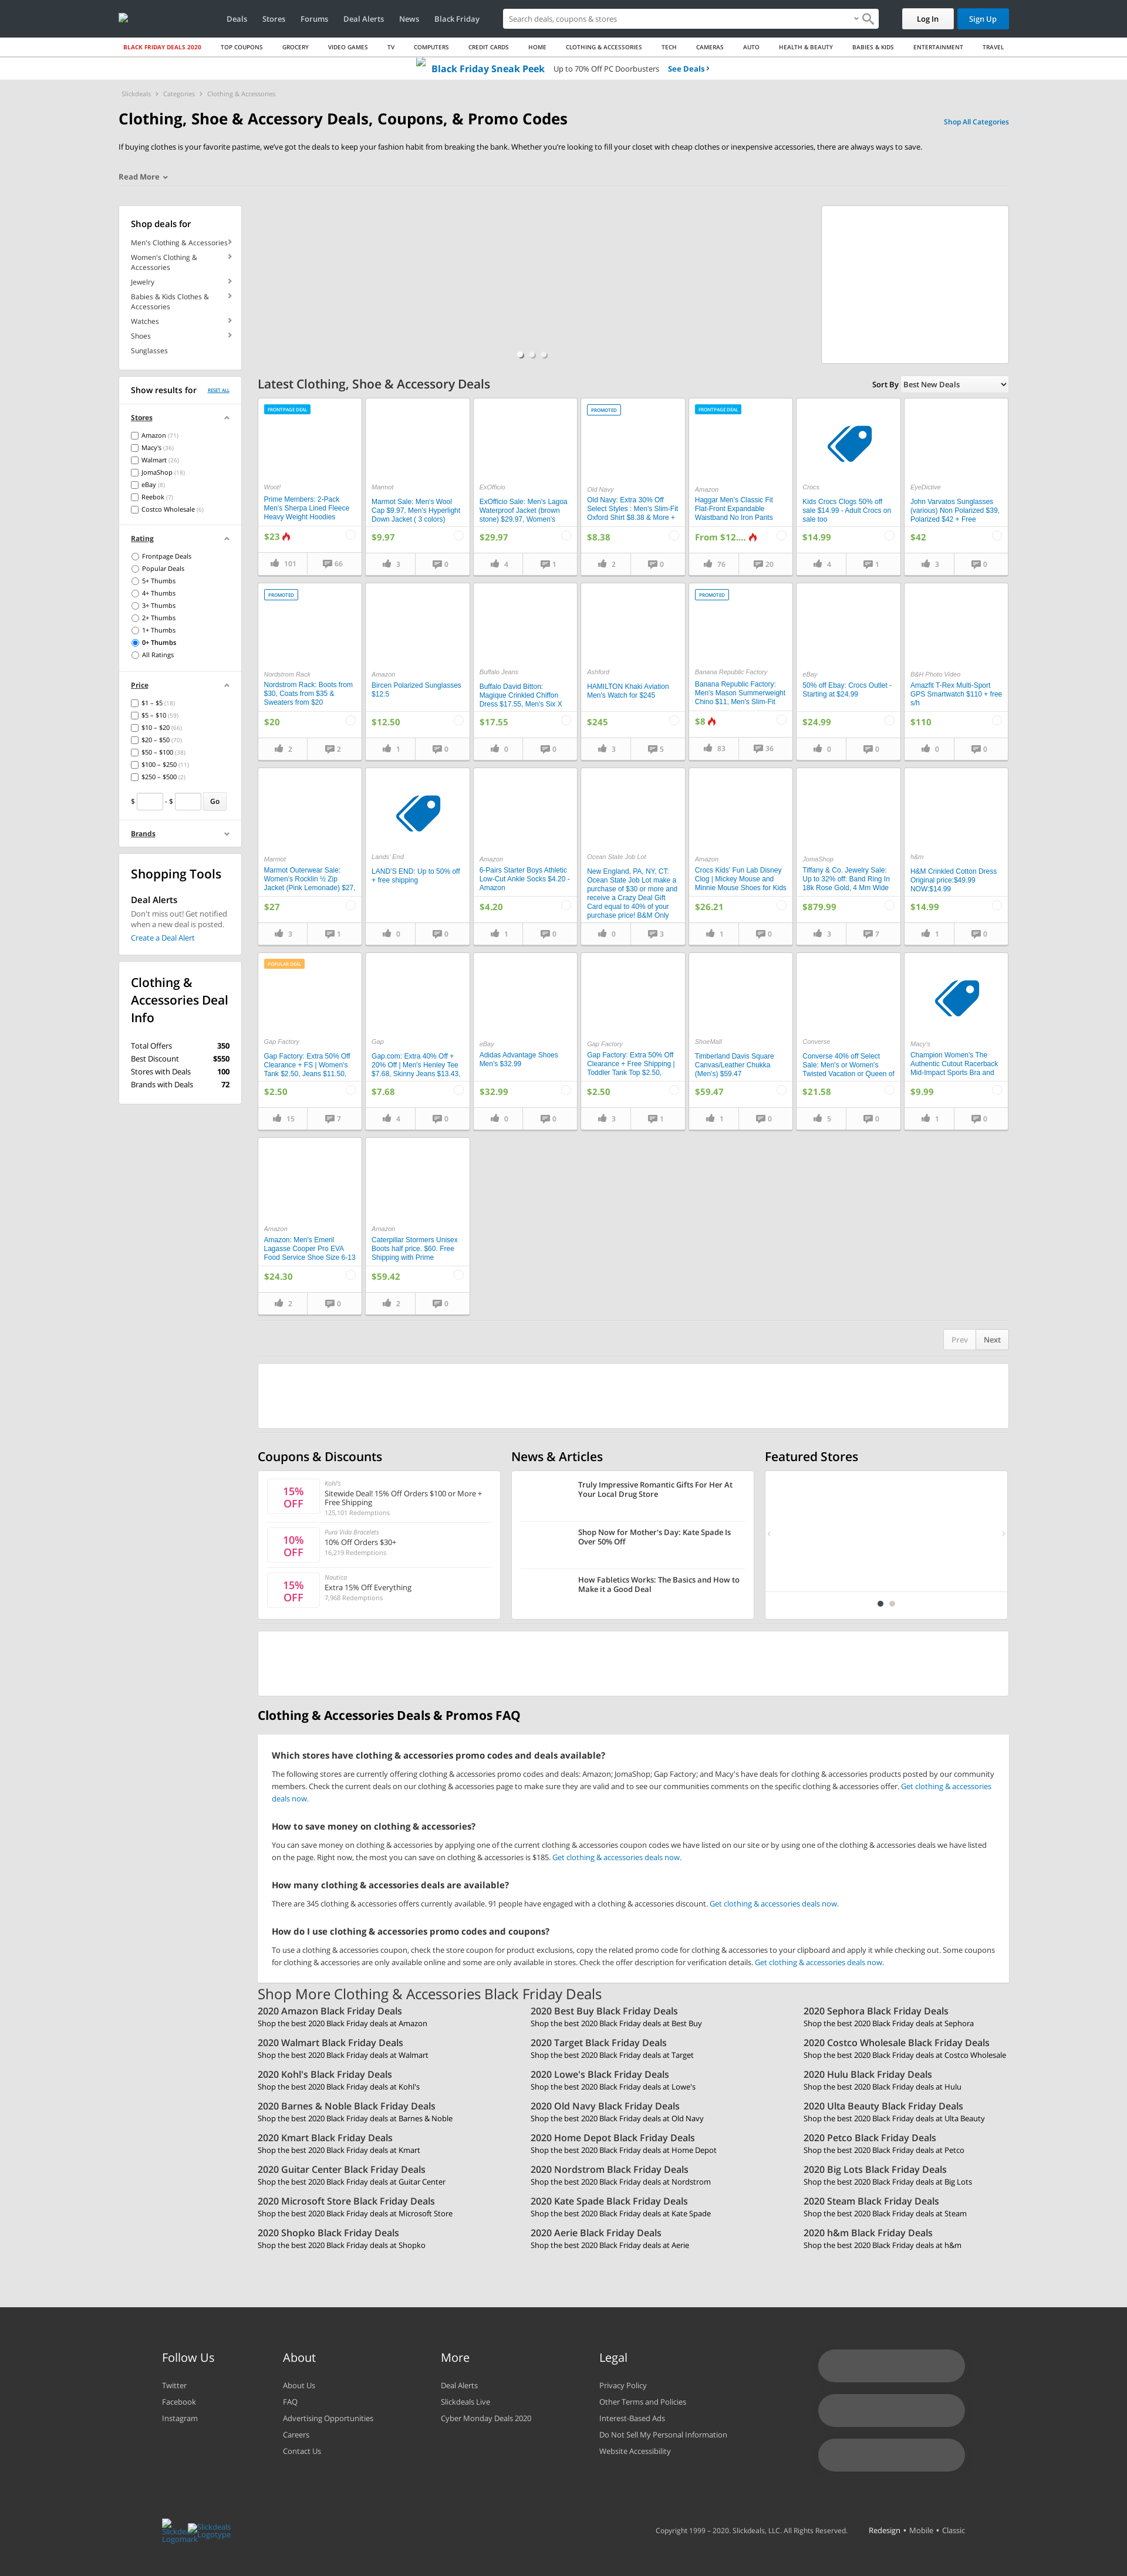 Deals
Stores
Forums
Deal Alerts
News
Black Friday
Search deals, coupons & stores
Log In
Sign Up
BLACK FRIDAY DEALS 2020
TOP COUPONS
GROCERY
VIDEO GAMES
TV
COMPUTERS
CREDIT CARDS
HOME
CLOTHING & ACCESSORIES
TECH
CAMERAS
AUTO
HEALTH & BEAUTY
BABIES & KIDS
ENTERTAINMENT
TRAVEL
Black Friday Sneak Peek
Up to 70% Off PC Doorbusters
See Deals
Slickdeals
Categories
Clothing & Accessories
Clothing, Shoe & Accessory Deals, Coupons, & Promo Codes
Shop All Categories
If buying clothes is your favorite pastime, we've got the deals to keep your fashion habit from breaking the bank. Whether you're looking to fill your closet with cheap clothes or inexpensive accessories, there are always ways to save.
Read More
Shop deals for
Men's Clothing & Accessories
Women's Clothing &
Accessories
Jewelry
Babies & Kids Clothes &
Accessories
Watches
Shoes
Sunglasses
Show results for
RESET ALL
Stores
Amazon (71)
Macy's (36)
Walmart (26)
JomaShop (18)
eBay (8)
Reebok (7)
Costco Wholesale (6)
Rating
Frontpage Deals
Popular Deals
5+ Thumbs
4+ Thumbs
3+ Thumbs
2+ Thumbs
1+ Thumbs
0+ Thumbs
All Ratings
Price
$1 – $5 (18)
$5 – $10 (59)
$10 – $20 (66)
$20 – $50 (70)
$50 – $100 (38)
$100 – $250 (11)
$250 – $500 (2)
$ - $ Go
Brands
Shopping Tools
Deal Alerts
Don't miss out! Get notified
when a new deal is posted.
Create a Deal Alert
Clothing &
Accessories Deal
Info
Total Offers 350
Best Discount $550
Stores with Deals 100
Brands with Deals 72
Latest Clothing, Shoe & Accessory Deals
Sort By Best New Deals
FRONTPAGE DEAL
Woot!
Prime Members: 2-Pack
Men's Sherpa Lined Fleece
Heavy Weight Hoodies
$23
101 66
Marmot
Marmot Sale: Men's Wool
Cap $9.97, Men's Hyperlight
Down Jacket ( 3 colors)
$9.97
3 0
ExOfficio
ExOfficio Sale: Men's Lagoa
Waterproof Jacket (brown
stone) $29.97, Women's
$29.97
4 1
PROMOTED
Old Navy
Old Navy: Extra 30% Off
Select Styles : Men's Slim-Fit
Oxford Shirt $8.38 & More +
$8.38
2 0
FRONTPAGE DEAL
Amazon
Haggar Men's Classic Fit
Flat-Front Expandable
Waistband No Iron Pants
From $12....
76 20
Crocs
Kids Crocs Clogs 50% off
sale $14.99 - Adult Crocs on
sale too
$14.99
4 1
EyeDictive
John Varvatos Sunglasses
(various) Non Polarized $39,
Polarized $42 + Free
$42
3 0
PROMOTED
Nordstrom Rack
Nordstrom Rack: Boots from
$30, Coats from $35 &
Sweaters from $20
$20
2 2
Amazon
Bircen Polarized Sunglasses
$12.5
$12.50
1 0
Buffalo Jeans
Buffalo David Bitton:
Magique Crinkled Chiffon
Dress $17.55, Men's Six X
$17.55
0 0
Ashford
HAMILTON Khaki Aviation
Men's Watch for $245
$245
3 5
PROMOTED
Banana Republic Factory
Banana Republic Factory:
Men's Mason Summerweight
Chino $11, Men's Slim-Fit
$8
83 36
eBay
50% off Ebay: Crocs Outlet -
Starting at $24.99
$24.99
0 0
B&H Photo Video
Amazfit T-Rex Multi-Sport
GPS Smartwatch $110 + free
s/h
$110
0 0
Marmot
Marmot Outerwear Sale:
Women's Rocklin ½ Zip
Jacket (Pink Lemonade) $27,
$27
3 1
Lands' End
LAND'S END: Up to 50% off
+ free shipping
0 0
Amazon
6-Pairs Starter Boys Athletic
Low-Cut Ankle Socks $4.20 -
Amazon
$4.20
1 0
Ocean State Job Lot
New England, PA, NY, CT:
Ocean State Job Lot make a
purchase of $30 or more and
receive a Crazy Deal Gift
Card equal to 40% of your
purchase price! B&M Only
0 3
Amazon
Crocs Kids' Fun Lab Disney
Clog | Mickey Mouse and
Minnie Mouse Shoes for Kids
$26.21
1 0
JomaShop
Tiffany & Co. Jewelry Sale:
Up to 32% off: Band Ring In
18k Rose Gold, 4 Mm Wide
$879.99
3 7
h&m
H&M Crinkled Cotton Dress
Original price:$49.99
NOW:$14.99
$14.99
1 0
POPULAR DEAL
Gap Factory
Gap Factory: Extra 50% Off
Clearance + FS | Women's
Tank $2.50, Jeans $11.50,
$2.50
15 7
Gap
Gap.com: Extra 40% Off +
20% Off | Men's Henley Tee
$7.68, Skinny Jeans $13.43,
$7.68
4 0
eBay
Adidas Advantage Shoes
Men's $32.99
$32.99
0 0
Gap Factory
Gap Factory: Extra 50% Off
Clearance + Free Shipping |
Toddler Tank Top $2.50,
$2.50
3 1
ShoeMall
Timberland Davis Square
Canvas/Leather Chukka
(Men's) $59.47
$59.47
1 0
Converse
Converse 40% off Select
Sale: Men's or Women's
Twisted Vacation or Queen of
$21.58
5 0
Macy's
Champion Women's The
Authentic Cutout Racerback
Mid-Impact Sports Bra and
$9.99
1 0
Amazon
Amazon: Men's Emeril
Lagasse Cooper Pro EVA
Food Service Shoe Size 6-13
$24.30
2 0
Amazon
Caterpillar Stormers Unisex
Boots half price. $60. Free
Shipping with Prime
$59.42
2 0
Prev
Next
Coupons & Discounts
15%
OFF
Kohl's
Sitewide Deal! 15% Off Orders $100 or More +
Free Shipping
125,101 Redemptions
10%
OFF
Pura Vida Bracelets
10% Off Orders $30+
16,219 Redemptions
15%
OFF
Nautica
Extra 15% Off Everything
7,968 Redemptions
News & Articles
Truly Impressive Romantic Gifts For Her At
Your Local Drug Store
Shop Now for Mother's Day: Kate Spade Is
Over 50% Off
How Fabletics Works: The Basics and How to
Make it a Good Deal
Featured Stores
Clothing & Accessories Deals & Promos FAQ
Which stores have clothing & accessories promo codes and deals available?
The following stores are currently offering clothing & accessories promo codes and deals: Amazon; JomaShop; Gap Factory; and Macy's have deals for clothing & accessories products posted by our community
members. Check the current deals on our clothing & accessories page to make sure they are valid and to see our communities comments on the specific clothing & accessories offer. Get clothing & accessories
deals now.
How to save money on clothing & accessories?
You can save money on clothing & accessories by applying one of the current clothing & accessories coupon codes we have listed on our site or by using one of the clothing & accessories deals we have listed
on the page. Right now, the most you can save on clothing & accessories is $185. Get clothing & accessories deals now.
How many clothing & accessories deals are available?
There are 345 clothing & accessories offers currently available. 91 people have engaged with a clothing & accessories discount. Get clothing & accessories deals now.
How do I use clothing & accessories promo codes and coupons?
To use a clothing & accessories coupon, check the store coupon for product exclusions, copy the related promo code for clothing & accessories to your clipboard and apply it while checking out. Some coupons
for clothing & accessories are only available online and some are only available in stores. Check the offer description for verification details. Get clothing & accessories deals now.
Shop More Clothing & Accessories Black Friday Deals
2020 Amazon Black Friday Deals
Shop the best 2020 Black Friday deals at Amazon
2020 Best Buy Black Friday Deals
Shop the best 2020 Black Friday deals at Best Buy
2020 Sephora Black Friday Deals
Shop the best 2020 Black Friday deals at Sephora
2020 Walmart Black Friday Deals
Shop the best 2020 Black Friday deals at Walmart
2020 Target Black Friday Deals
Shop the best 2020 Black Friday deals at Target
2020 Costco Wholesale Black Friday Deals
Shop the best 2020 Black Friday deals at Costco Wholesale
2020 Kohl's Black Friday Deals
Shop the best 2020 Black Friday deals at Kohl's
2020 Lowe's Black Friday Deals
Shop the best 2020 Black Friday deals at Lowe's
2020 Hulu Black Friday Deals
Shop the best 2020 Black Friday deals at Hulu
2020 Barnes & Noble Black Friday Deals
Shop the best 2020 Black Friday deals at Barnes & Noble
2020 Old Navy Black Friday Deals
Shop the best 2020 Black Friday deals at Old Navy
2020 Ulta Beauty Black Friday Deals
Shop the best 2020 Black Friday deals at Ulta Beauty
2020 Kmart Black Friday Deals
Shop the best 2020 Black Friday deals at Kmart
2020 Home Depot Black Friday Deals
Shop the best 2020 Black Friday deals at Home Depot
2020 Petco Black Friday Deals
Shop the best 2020 Black Friday deals at Petco
2020 Guitar Center Black Friday Deals
Shop the best 2020 Black Friday deals at Guitar Center
2020 Nordstrom Black Friday Deals
Shop the best 2020 Black Friday deals at Nordstrom
2020 Big Lots Black Friday Deals
Shop the best 2020 Black Friday deals at Big Lots
2020 Microsoft Store Black Friday Deals
Shop the best 2020 Black Friday deals at Microsoft Store
2020 Kate Spade Black Friday Deals
Shop the best 2020 Black Friday deals at Kate Spade
2020 Steam Black Friday Deals
Shop the best 2020 Black Friday deals at Steam
2020 Shopko Black Friday Deals
Shop the best 2020 Black Friday deals at Shopko
2020 Aerie Black Friday Deals
Shop the best 2020 Black Friday deals at Aerie
2020 h&m Black Friday Deals
Shop the best 2020 Black Friday deals at h&m
Follow Us
Twitter
Facebook
Instagram
About
About Us
FAQ
Advertising Opportunities
Careers
Contact Us
More
Deal Alerts
Slickdeals Live
Cyber Monday Deals 2020
Legal
Privacy Policy
Other Terms and Policies
Interest-Based Ads
Do Not Sell My Personal Information
Website Accessibility
Slickdeals
Logomark
Slickdeals
Logotype
Copyright 1999 – 2020. Slickdeals, LLC. All Rights Reserved.
Redesign • Mobile • Classic